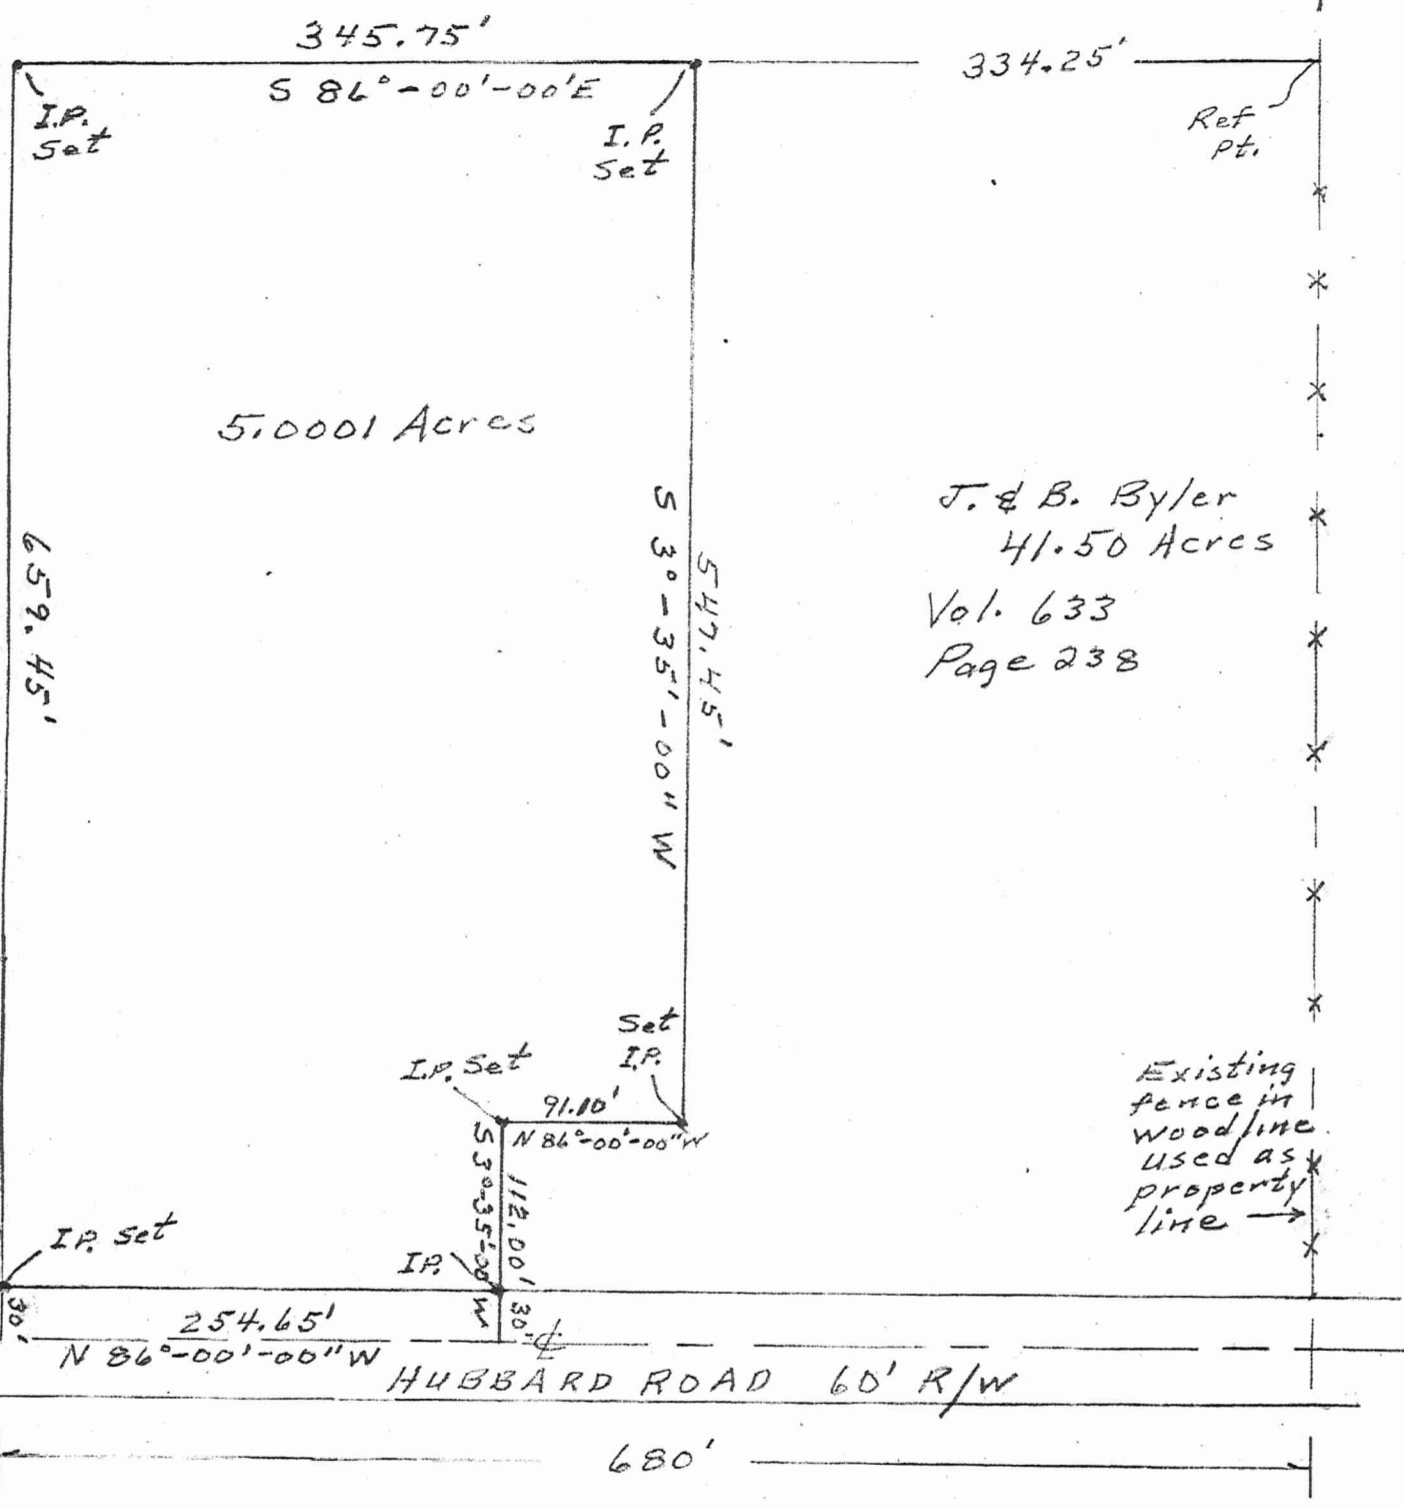 345.75'
S 86°-00'-00'E
334.25'
I.P.
Set
I.P.
Set
Ref
Pt.
5.0001 Acres
659.45'
S 3°-35'-00" W
547.45'
J. & B. Byler
41.50 Acres
Vol. 633
Page 238
Set
I.P.
I.P. Set
91.10'
N 86°-00'-00"W
S 3°-35'-00 W
112.00'
Existing
fence in
woodline
used as
property
line
I.P. Set
I.P.
30'
254.65'
30'
℄
N 86°-00'-00"W
HUBBARD ROAD 60' R/W
680'